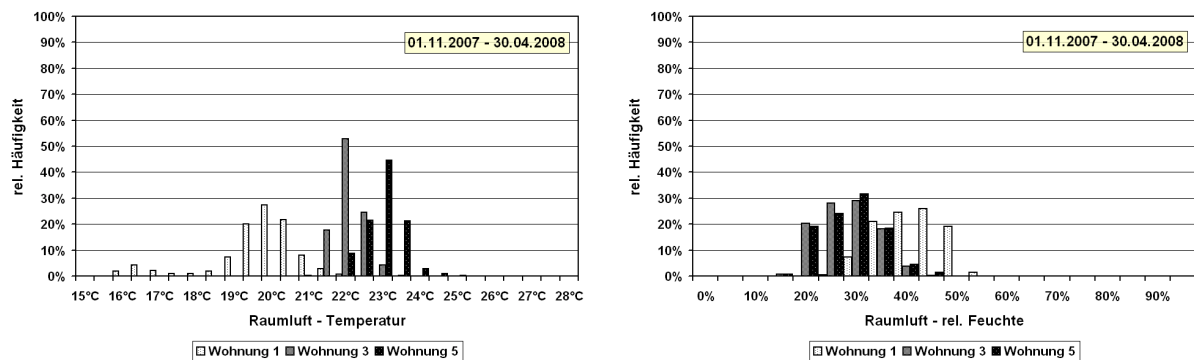 01.11.2007 - 30.04.2008
rel. Häufigkeit
100%
90%
80%
70%
60%
50%
40%
30%
20%
10%
0%
15°C 16°C 17°C 18°C 19°C 20°C 21°C 22°C 23°C 24°C 25°C 26°C 27°C 28°C
Raumluft - Temperatur
Wohnung 1 Wohnung 3 Wohnung 5
01.11.2007 - 30.04.2008
rel. Häufigkeit
100%
90%
80%
70%
60%
50%
40%
30%
20%
10%
0%
0% 10% 20% 30% 40% 50% 60% 70% 80% 90%
Raumluft - rel. Feuchte
Wohnung 1 Wohnung 3 Wohnung 5